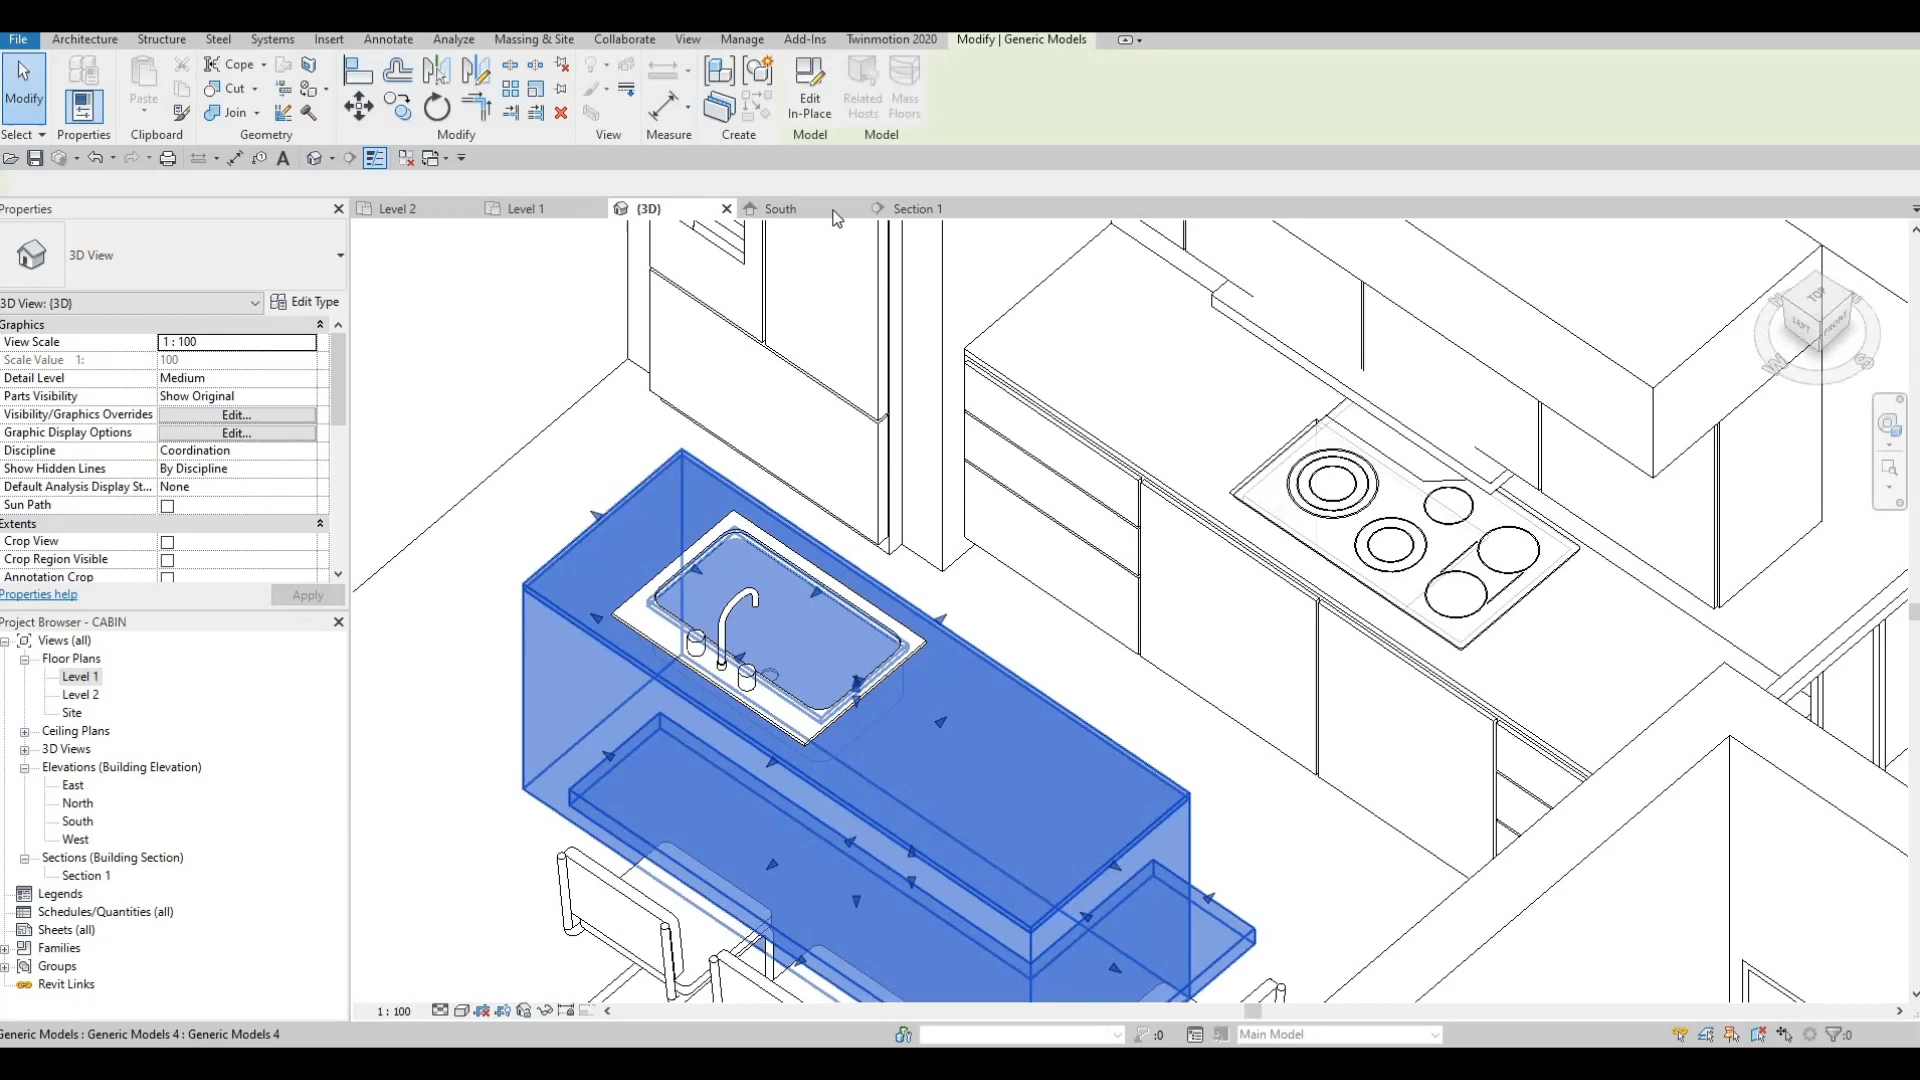 File Architecture Structure Steel Systems Insert Annotate Analyze Massing & Site Collaborate View Manage Add-Ins Twinmotion 2020 Modify | Generic Models
Modify Paste Cope Cut Join Edit In-Place Related Hosts Mass Floors
Select Properties Clipboard Geometry Modify View Measure Create Model Model
Properties
Level 2 Level 1 {3D} South Section 1
3D View
3D View: {3D} Edit Type
Graphics
View Scale 1 : 100
Scale Value 1: 100
Detail Level Medium
Parts Visibility Show Original
Visibility/Graphics Overrides Edit...
Graphic Display Options Edit...
Discipline Coordination
Show Hidden Lines By Discipline
Default Analysis Display St... None
Sun Path
Extents
Crop View
Crop Region Visible
Annotation Crop
Properties help Apply
Project Browser - CABIN
Views (all)
Floor Plans
Level 1
Level 2
Site
Ceiling Plans
3D Views
Elevations (Building Elevation)
East
North
South
West
Sections (Building Section)
Section 1
Legends
Schedules/Quantities (all)
Sheets (all)
Families
Groups
Revit Links
TOP
LEFT FRONT
1 : 100
Generic Models : Generic Models 4 : Generic Models 4 :0 Main Model :0